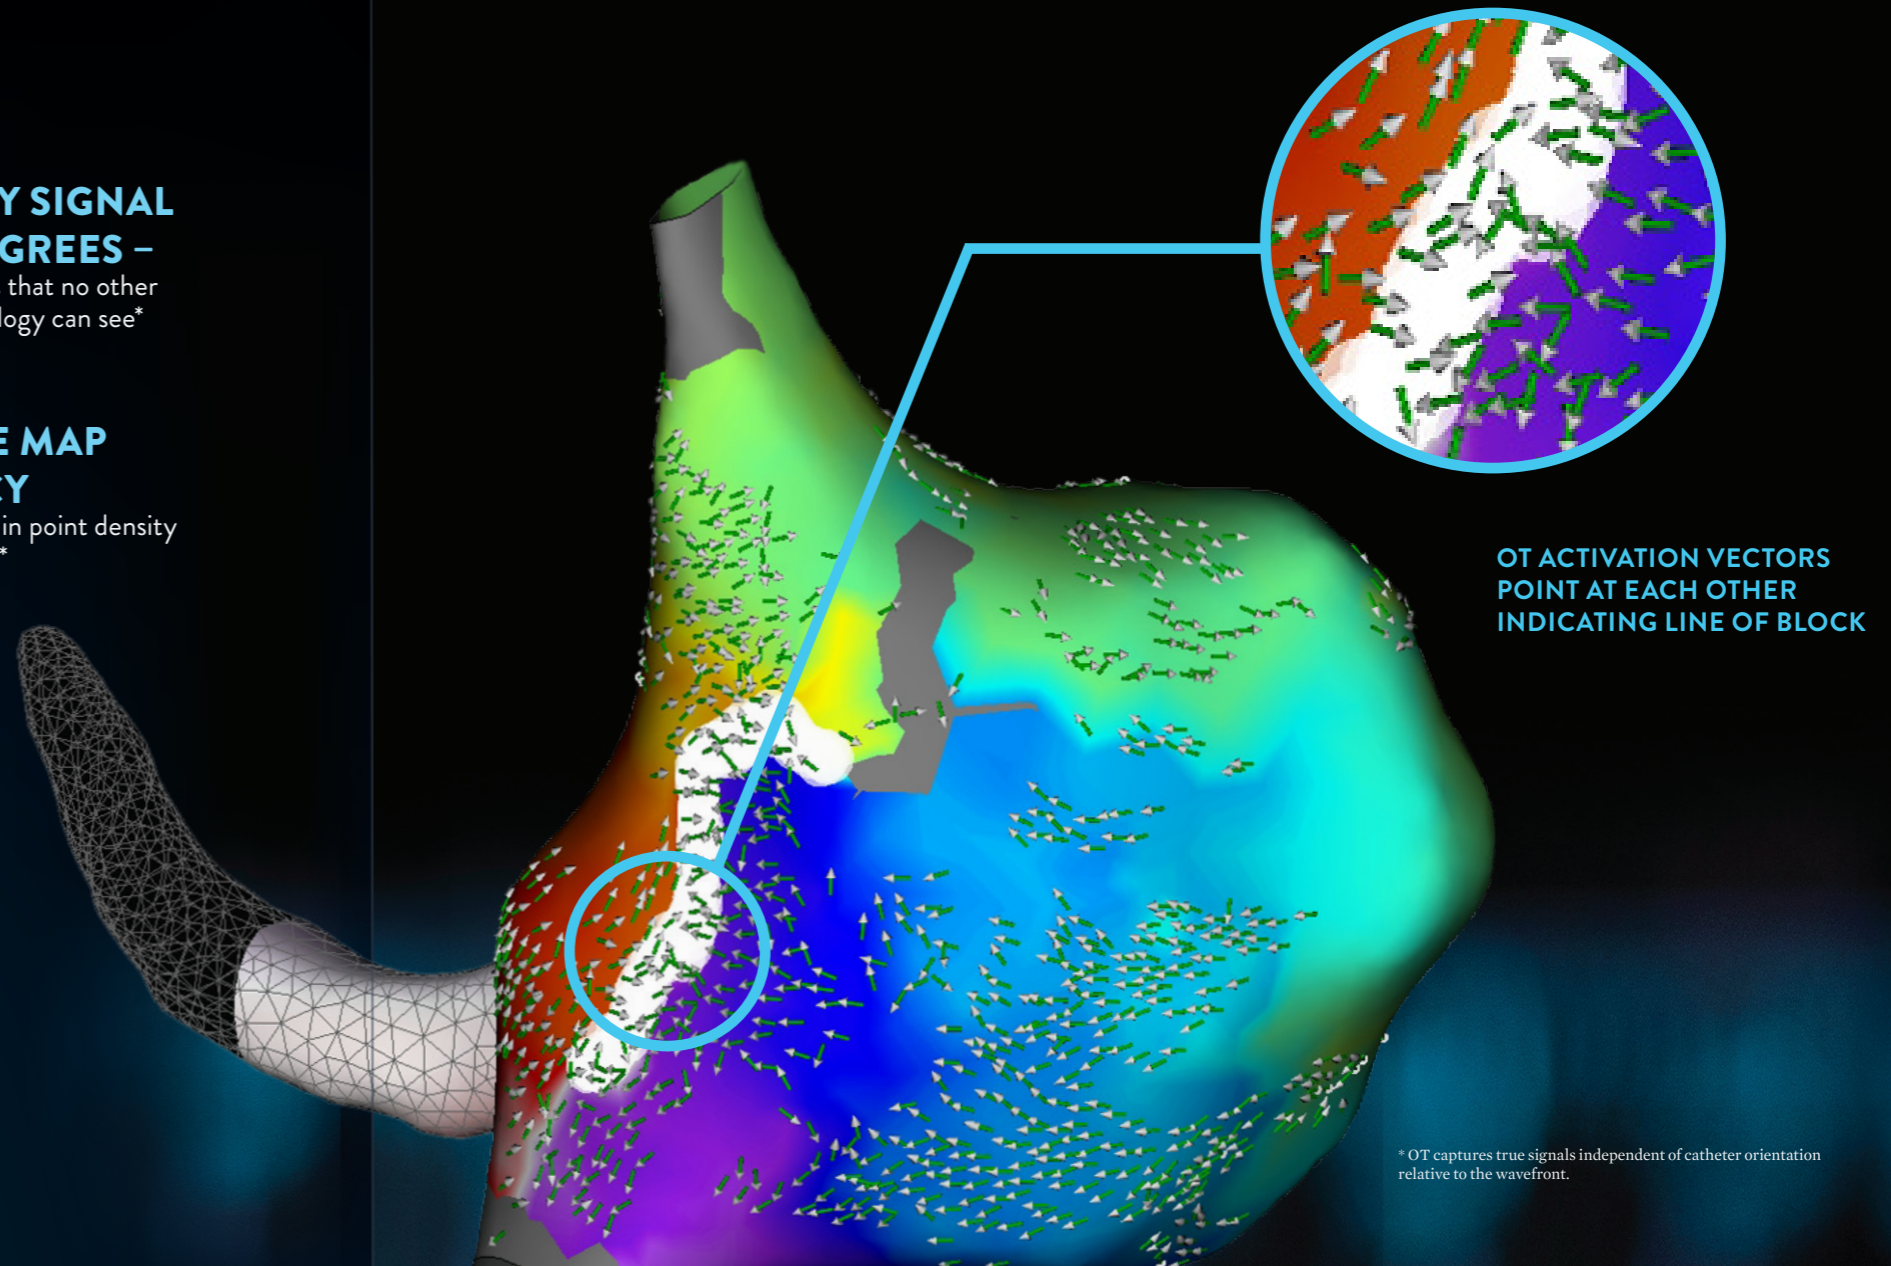 Y SIGNAL
GREES –
that no other
logy can see*
E MAP
CY
in point density
*
OT ACTIVATION VECTORS
POINT AT EACH OTHER
INDICATING LINE OF BLOCK
* OT captures true signals independent of catheter orientation
relative to the wavefront.